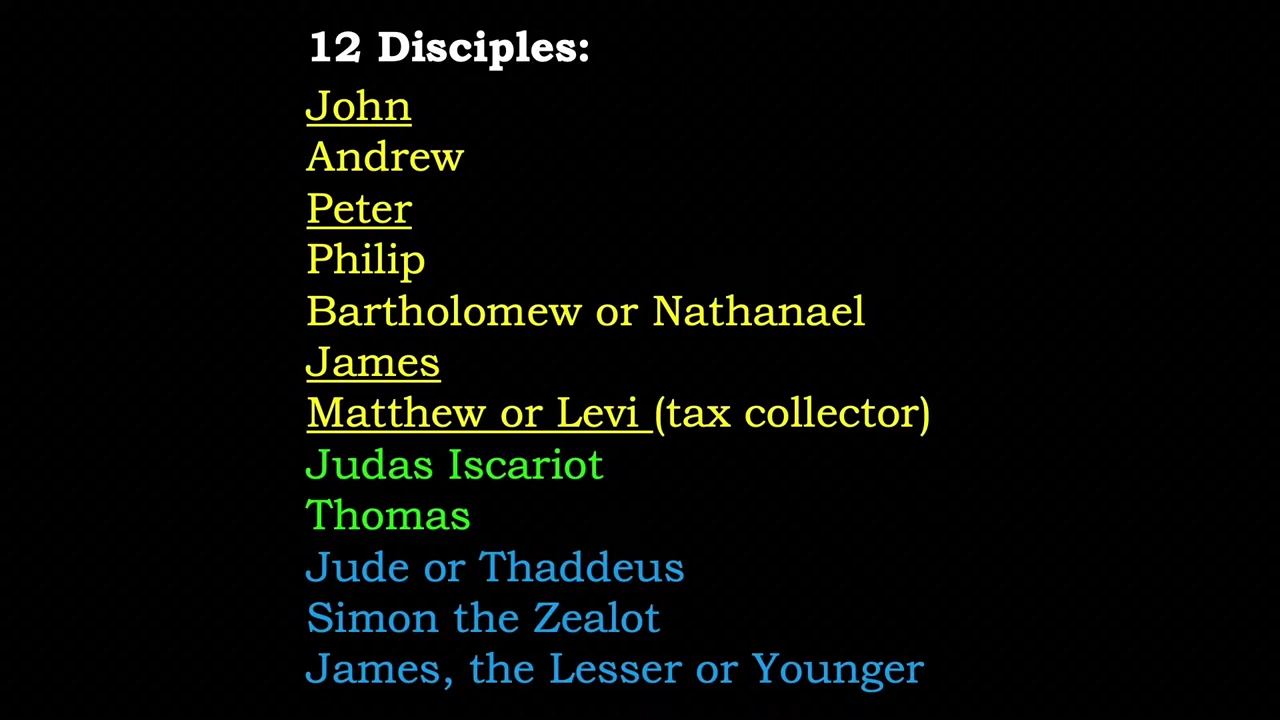 12 Disciples:
John
Andrew
Peter
Philip
Bartholomew or Nathanael
James
Matthew or Levi (tax collector)
Judas Iscariot
Thomas
Jude or Thaddeus
Simon the Zealot
James, the Lesser or Younger